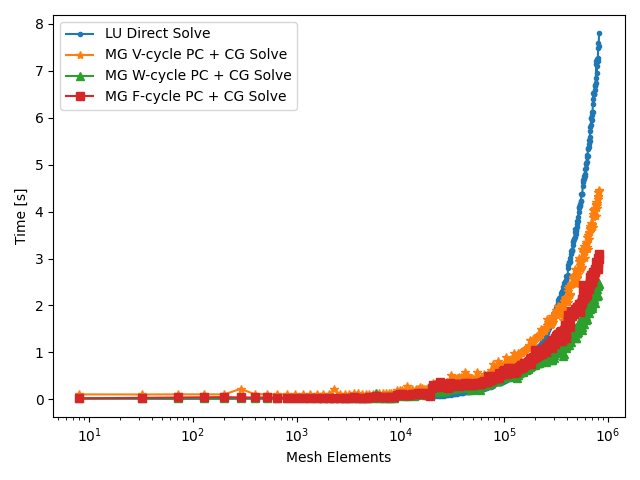 LU Direct Solve
MG V-cycle PC + CG Solve
MG W-cycle PC + CG Solve
MG F-cycle PC + CG Solve
Time [s]
8
7
6
5
4
3
2
1
0
10¹ 10² 10³ 10⁴ 10⁵ 10⁶
Mesh Elements